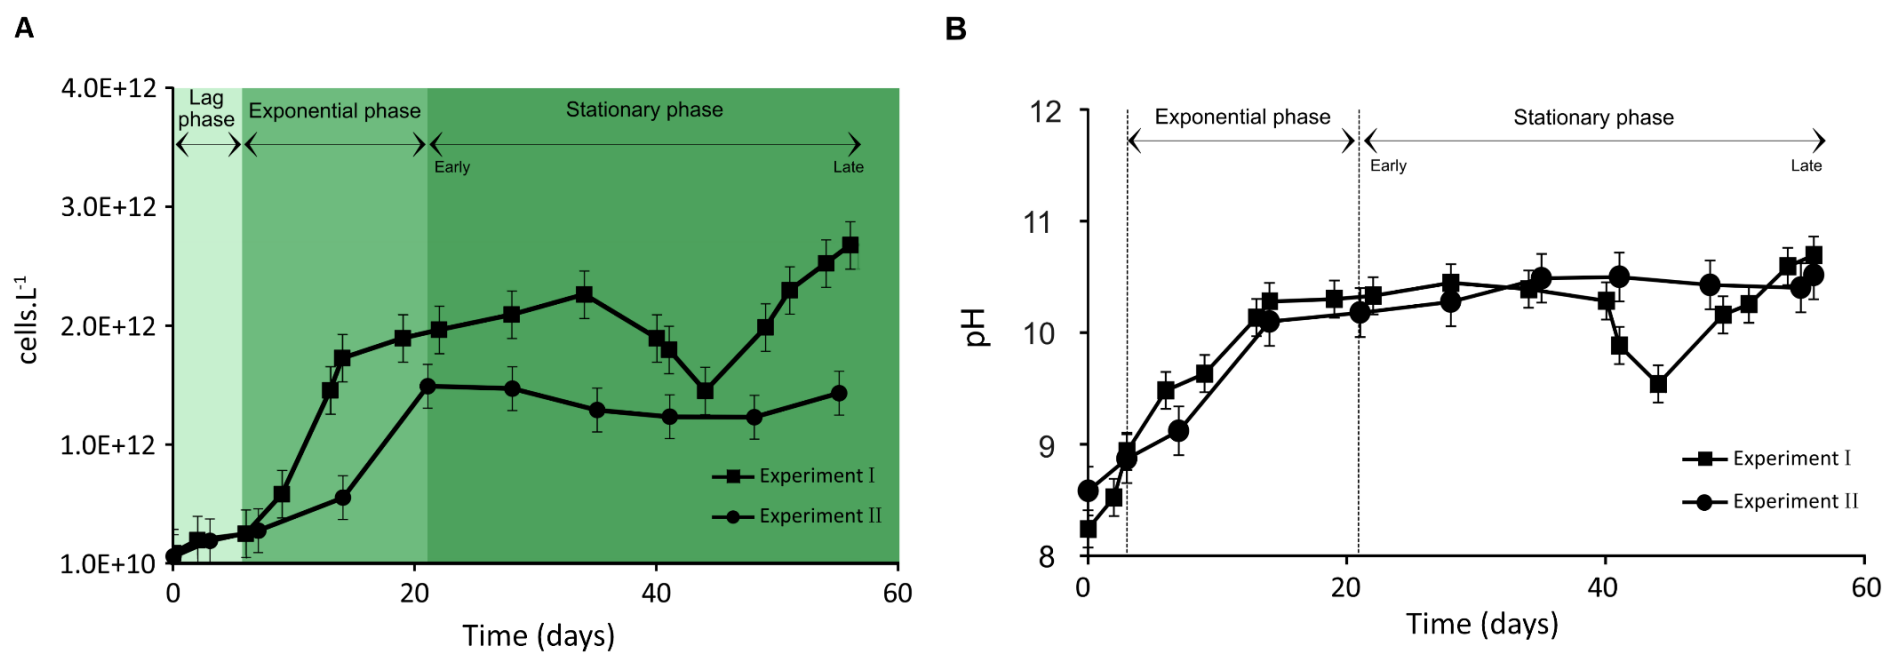 A
4.0E+12
3.0E+12
2.0E+12
1.0E+12
1.0E+10
cells.L-1
Lag
phase
Exponential phase
Stationary phase
Early
Late
Experiment I
Experiment II
0
20
40
60
Time (days)
B
12
11
10
9
8
pH
Exponential phase
Stationary phase
Early
Late
Experiment I
Experiment II
0
20
40
60
Time (days)